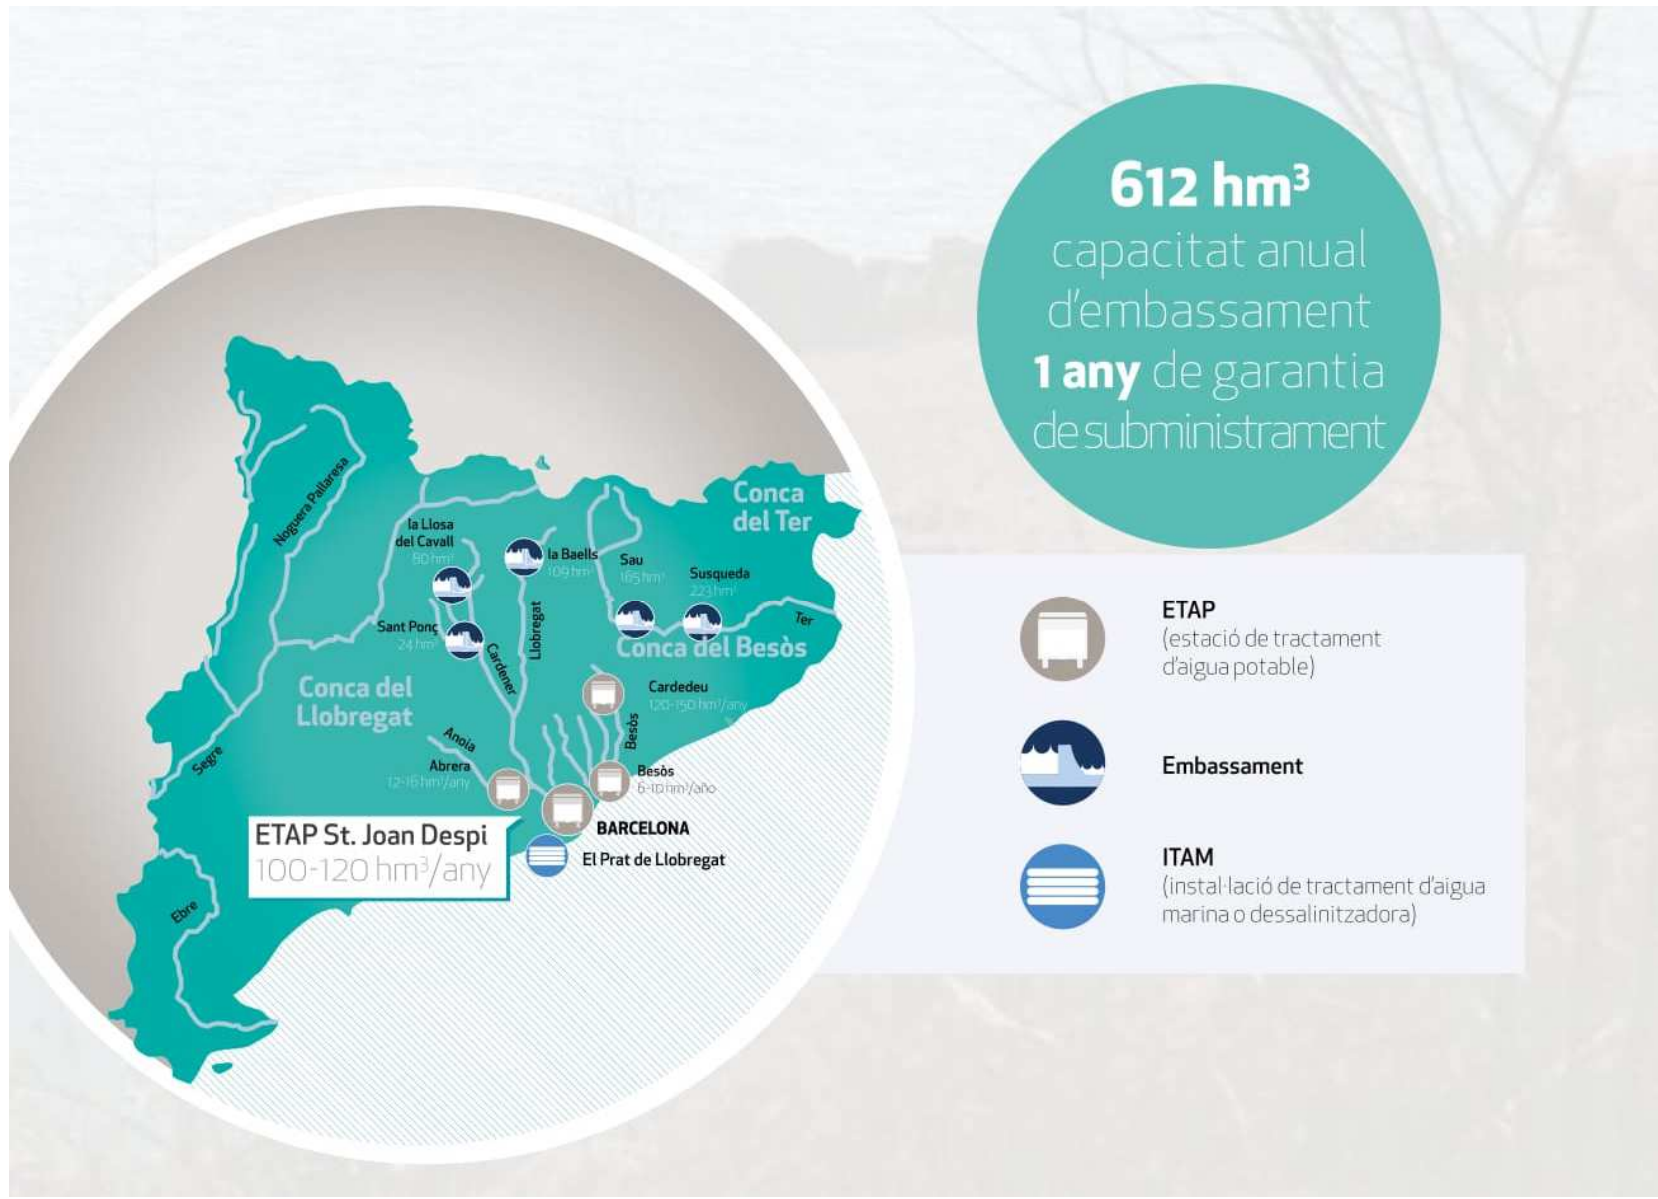 612 hm³
capacitat anual
d'embassament
1 any de garantia
de subministrament
Conca
del Ter
Noguera Pallaresa
la Llosa
del Cavall
80 hm³
la Baells
109 hm³
Sau
165 hm³
Susqueda
223 hm³
Ter
Sant Ponç
24 hm³
Cardener
Llobregat
Conca del Besòs
Conca del
Llobregat
Cardedeu
120-150 hm³/any
Besòs
Anoia
Segre
Abrera
12-16 hm³/any
Besòs
6-10 hm³/año
ETAP St. Joan Despi
100-120 hm³/any
BARCELONA
El Prat de Llobregat
Ebre
ETAP
(estació de tractament
d'aigua potable)
Embassament
ITAM
(instal·lació de tractament d'aigua
marina o dessalinitzadora)